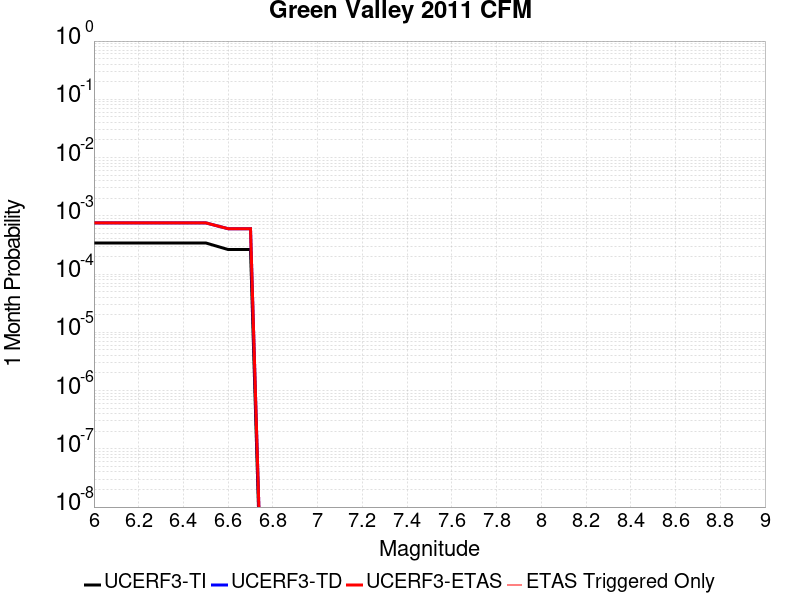 Green Valley 2011 CFM
10^0
10^-1
10^-2
10^-3
10^-4
10^-5
10^-6
10^-7
10^-8
1 Month Probability
6 6.2 6.4 6.6 6.8 7 7.2 7.4 7.6 7.8 8 8.2 8.4 8.6 8.8 9
Magnitude
UCERF3-TI UCERF3-TD UCERF3-ETAS ETAS Triggered Only